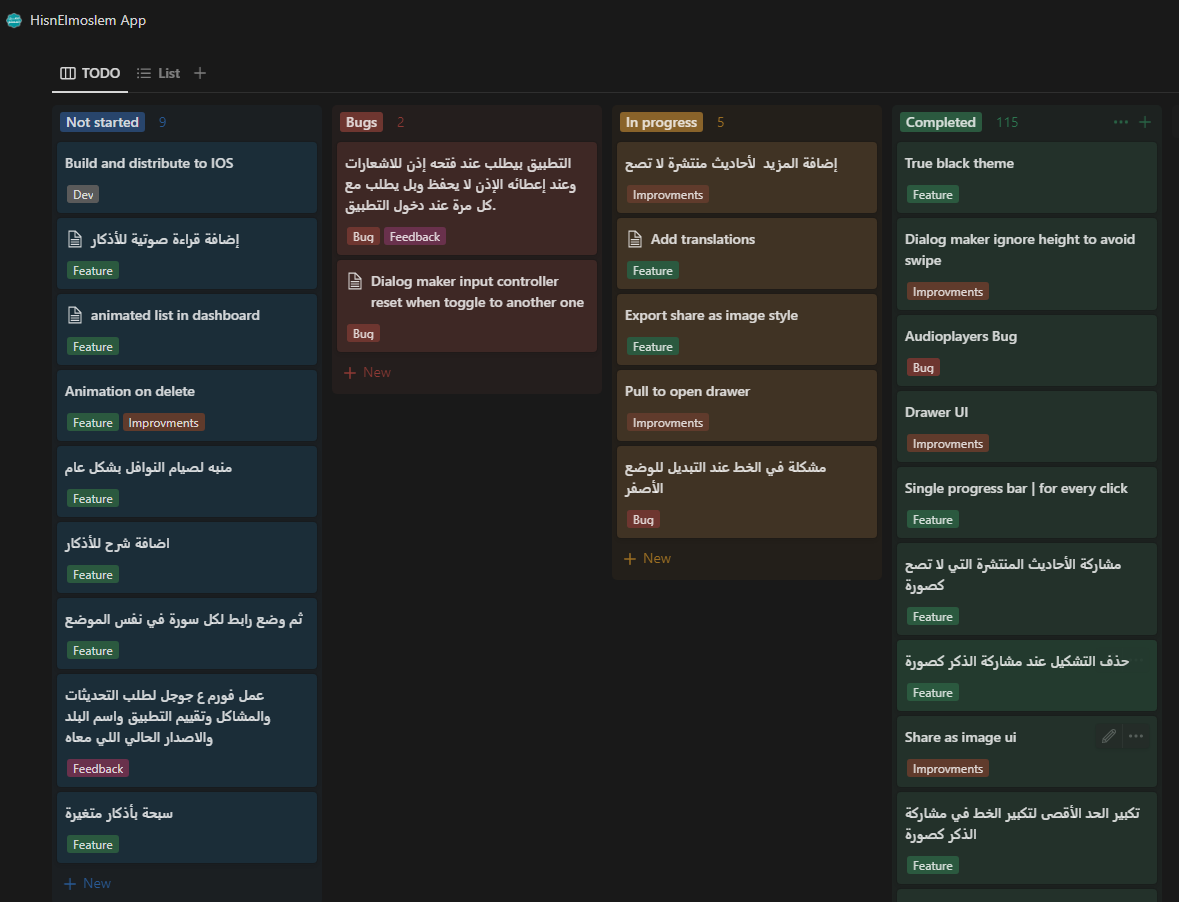 HisnElmoslem App
TODO
List
Not started 9
Build and distribute to IOS
Dev
إضافة قراءة صوتية للأذكار
Feature
animated list in dashboard
Feature
Animation on delete
Feature Improvments
منبه لصيام النوافل بشكل عام
Feature
اضافة شرح للأذكار
Feature
ثم وضع رابط لكل سورة في نفس الموضع
Feature
عمل فورم ع جوجل لطلب التحديثات
والمشاكل وتقييم التطبيق واسم البلد
والاصدار الحالي اللي معاه
Feedback
سبحة بأذكار متغيرة
Feature
+ New
Bugs 2
التطبيق بيطلب عند فتحه إذن للاشعارات
وعند إعطائه الإذن لا يحفظ وبل يطلب مع
كل مرة عند دخول التطبيق.
Bug Feedback
Dialog maker input controller
reset when toggle to another one
Bug
+ New
In progress 5
إضافة المزيد لأحاديث منتشرة لا تصح
Improvments
Add translations
Feature
Export share as image style
Feature
Pull to open drawer
Improvments
مشكلة في الخط عند التبديل للوضع
الأصفر
Bug
+ New
Completed 115
True black theme
Feature
Dialog maker ignore height to avoid
swipe
Improvments
Audioplayers Bug
Bug
Drawer UI
Improvments
Single progress bar | for every click
Feature
مشاركة الأحاديث المنتشرة التي لا تصح
كصورة
Feature
حذف التشكيل عند مشاركة الذكر كصورة
Feature
Share as image ui
Improvments
تكبير الحد الأقصى لتكبير الخط في مشاركة
الذكر كصورة
Feature